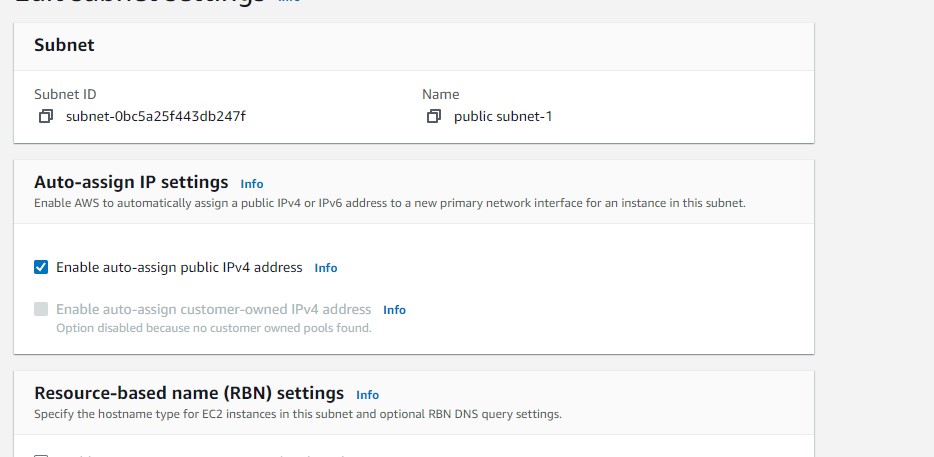 Edit subnet settings Info
Subnet
Subnet ID
Name
subnet-0bc5a25f443db247f
public subnet-1
Auto-assign IP settings Info
Enable AWS to automatically assign a public IPv4 or IPv6 address to a new primary network interface for an instance in this subnet.
Enable auto-assign public IPv4 address Info
Enable auto-assign customer-owned IPv4 address Info
Option disabled because no customer owned pools found.
Resource-based name (RBN) settings Info
Specify the hostname type for EC2 instances in this subnet and optional RBN DNS query settings.